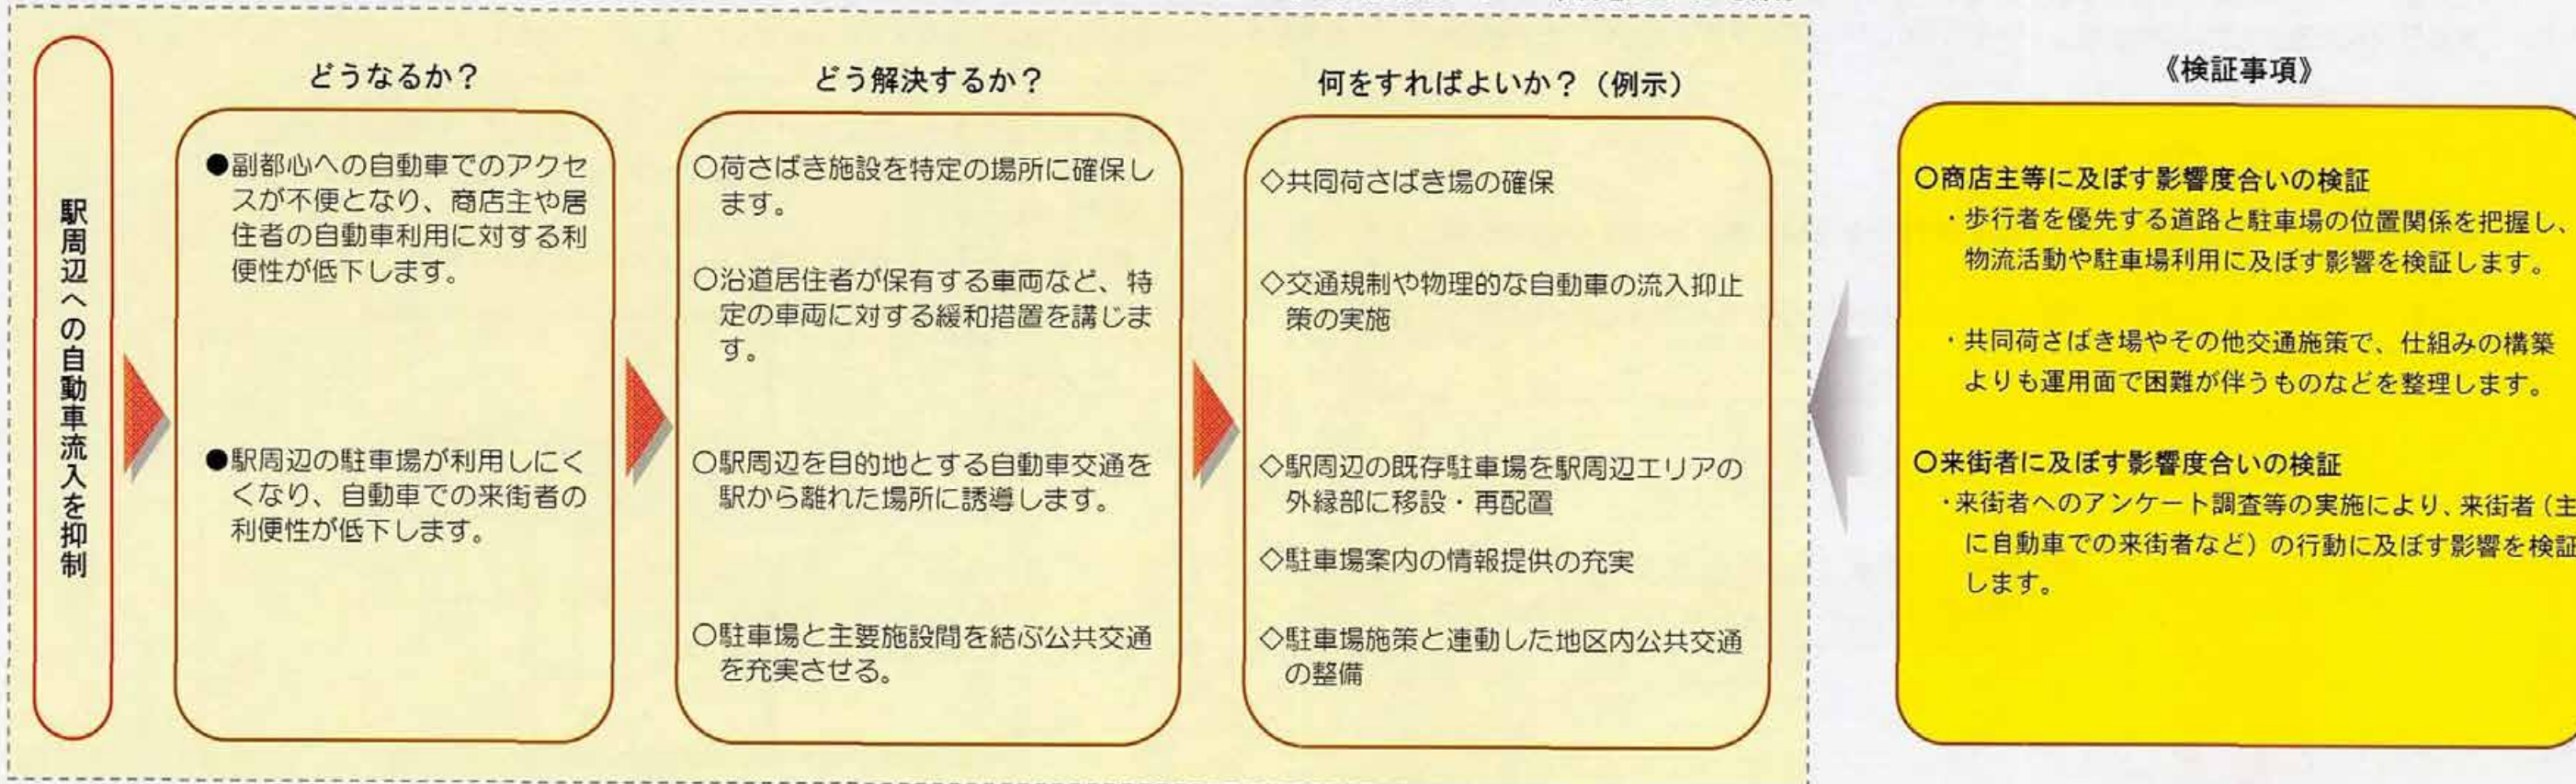 駅周辺への自動車流入を抑制
どうなるか？
●副都心への自動車でのアクセ
スが不便となり、商店主や居
住者の自動車利用に対する利
便性が低下します。
●駅周辺の駐車場が利用しにく
くなり、自動車での来街者の
利便性が低下します。
どう解決するか？
○荷さばき施設を特定の場所に確保し
ます。
○沿道居住者が保有する車両など、特
定の車両に対する緩和措置を講じま
す。
○駅周辺を目的地とする自動車交通を
駅から離れた場所に誘導します。
○駐車場と主要施設間を結ぶ公共交通
を充実させる。
何をすればよいか？（例示）
◇共同荷さばき場の確保
◇交通規制や物理的な自動車の流入抑止
策の実施
◇駅周辺の既存駐車場を駅周辺エリアの
外縁部に移設・再配置
◇駐車場案内の情報提供の充実
◇駐車場施策と連動した地区内公共交通
の整備
《検証事項》
○商店主等に及ぼす影響度合いの検証
・歩行者を優先する道路と駐車場の位置関係を把握し、
物流活動や駐車場利用に及ぼす影響を検証します。
・共同荷さばき場やその他交通施策で、仕組みの構築
よりも運用面で困難が伴うものなどを整理します。
○来街者に及ぼす影響度合いの検証
・来街者へのアンケート調査等の実施により、来街者（主
に自動車での来街者など）の行動に及ぼす影響を検証
します。